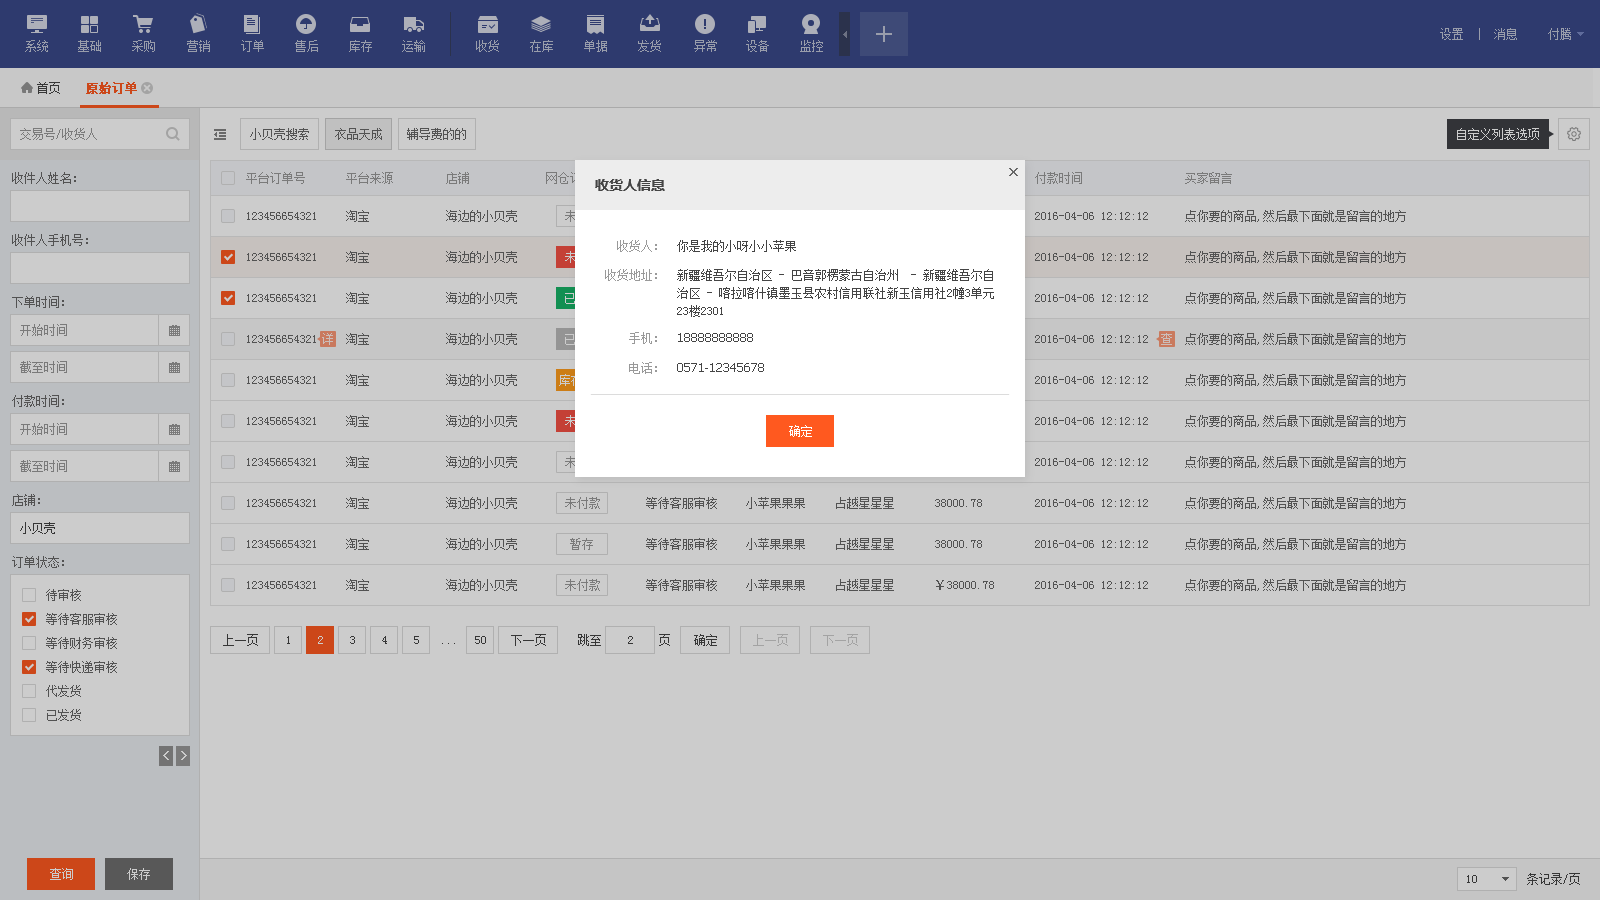 系统 基础 采购 营销 订单 售后 库存 运输 收货 在库 单据 发货 异常 设备 监控 设置 消息 付腾
首页 原始订单
交易号/收货人
收件人姓名:
收件人手机号:
下单时间:
开始时间
截至时间
付款时间:
开始时间
截至时间
店铺:
小贝壳
订单状态:
待审核
等待客服审核
等待财务审核
等待快递审核
代发货
已发货
查询 保存
小贝壳搜索 衣品天成 辅导费的的 自定义列表选项
平台订单号 平台来源 店铺 网仓 付款时间 买家留言
123456654321 淘宝 海边的小贝壳 未 2016-04-06 12:12:12 点你要的商品,然后最下面就是留言的地方
123456654321 淘宝 海边的小贝壳 未 2016-04-06 12:12:12 点你要的商品,然后最下面就是留言的地方
123456654321 淘宝 海边的小贝壳 已 2016-04-06 12:12:12 点你要的商品,然后最下面就是留言的地方
123456654321 详 淘宝 海边的小贝壳 已 2016-04-06 12:12:12 查 点你要的商品,然后最下面就是留言的地方
123456654321 淘宝 海边的小贝壳 库存 2016-04-06 12:12:12 点你要的商品,然后最下面就是留言的地方
123456654321 淘宝 海边的小贝壳 未 2016-04-06 12:12:12 点你要的商品,然后最下面就是留言的地方
123456654321 淘宝 海边的小贝壳 未 2016-04-06 12:12:12 点你要的商品,然后最下面就是留言的地方
123456654321 淘宝 海边的小贝壳 未付款 等待客服审核 小苹果果果 占越星星星 38000.78 2016-04-06 12:12:12 点你要的商品,然后最下面就是留言的地方
123456654321 淘宝 海边的小贝壳 暂存 等待客服审核 小苹果果果 占越星星星 38000.78 2016-04-06 12:12:12 点你要的商品,然后最下面就是留言的地方
123456654321 淘宝 海边的小贝壳 未付款 等待客服审核 小苹果果果 占越星星星 ¥38000.78 2016-04-06 12:12:12 点你要的商品,然后最下面就是留言的地方
上一页 1 2 3 4 5 ... 50 下一页 跳至 2 页 确定 上一页 下一页
10 条记录/页
收货人信息
收货人: 你是我的小呀小小苹果
收货地址: 新疆维吾尔自治区 - 巴音郭楞蒙古自治州 - 新疆维吾尔自
治区 - 喀拉喀什镇墨玉县农村信用联社新玉信用社2幢3单元
23楼2301
手机: 18888888888
电话: 0571-12345678
确定